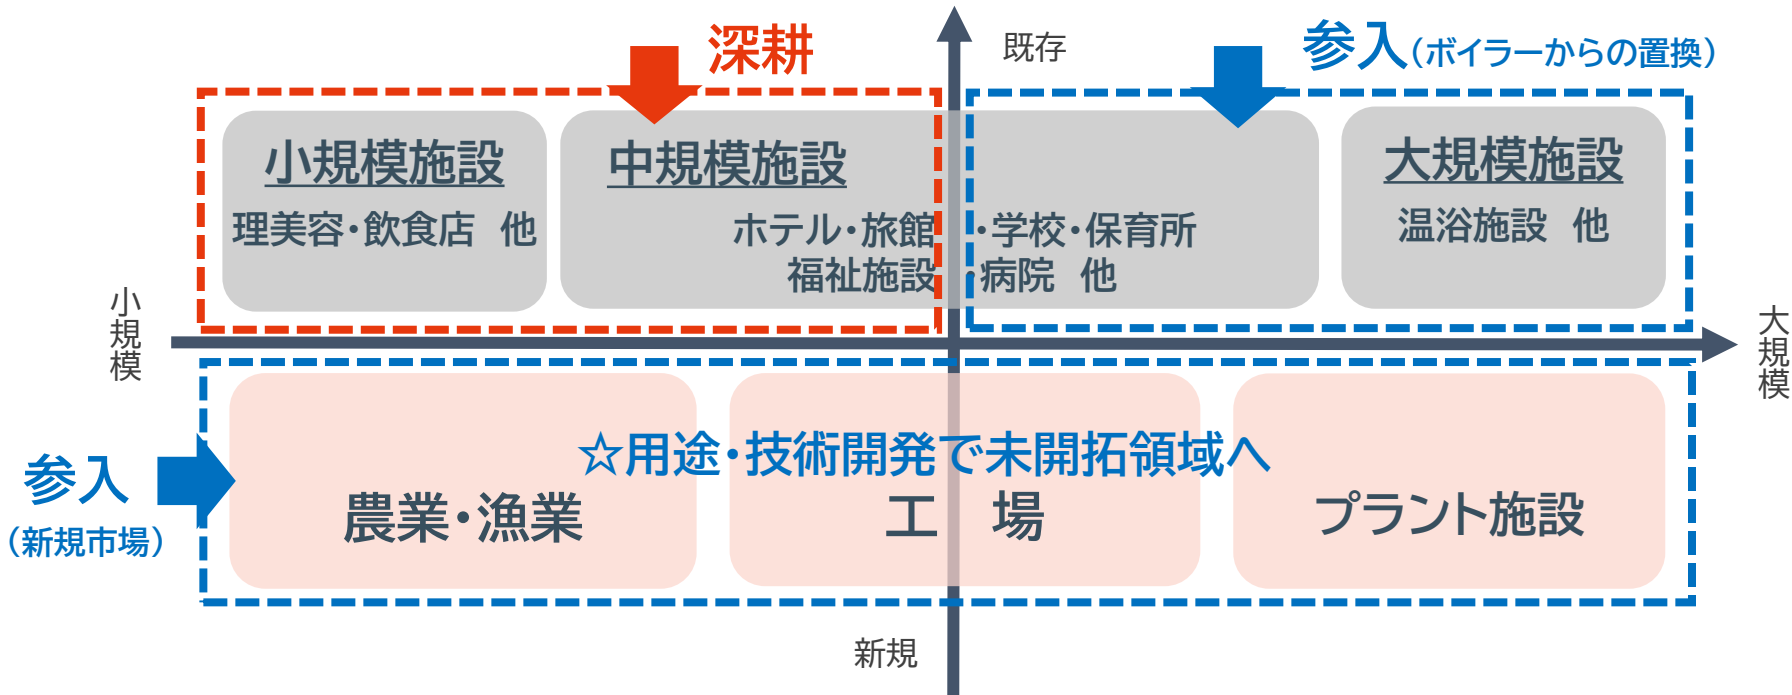 深耕
既存
参入（ボイラーからの置換）
小規模施設
理美容・飲食店　他
中規模施設
ホテル・旅館・学校・保育所
福祉施設・病院　他
大規模施設
温浴施設　他
小規模
大規模
参入
（新規市場）
☆用途・技術開発で未開拓領域へ
農業・漁業
工　場
プラント施設
新規